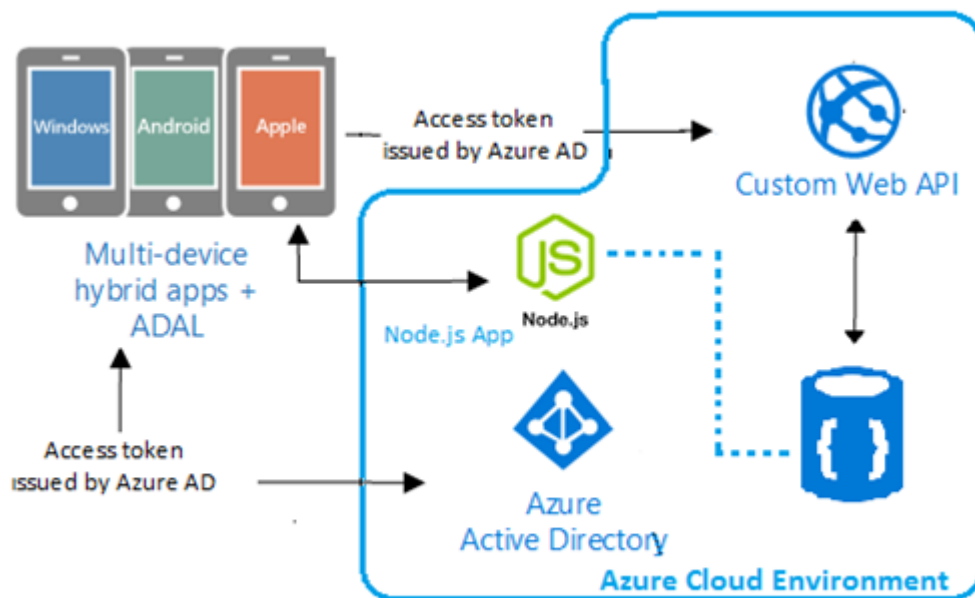 Windows
Android
Apple
Access token
issued by Azure AD
Custom Web API
Multi-device
hybrid apps +
ADAL
JS
Node.js
Node.js App
{ }
Access token
issued by Azure AD
Azure
Active Directory
Azure Cloud Environment